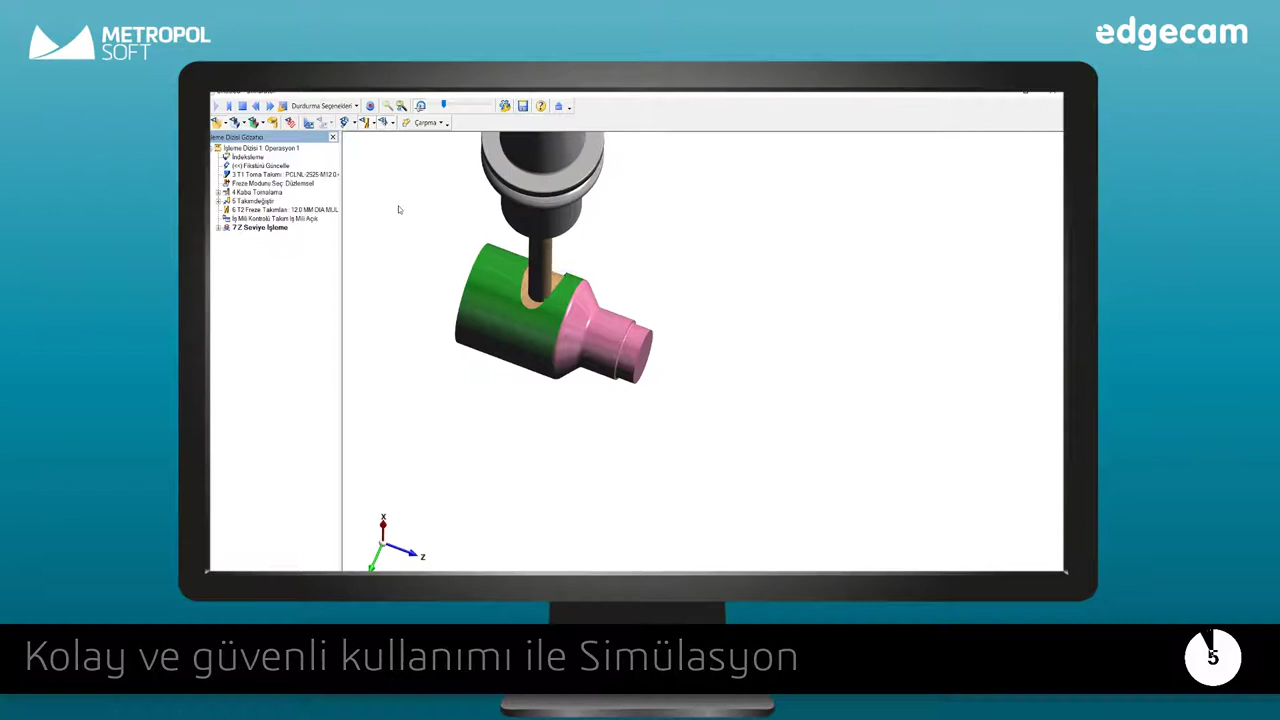 METROPOL
SOFT
edgecam
Durdurma Seçenekleri
Çarpma
İşleme Dizisi 1: Operasyon 1
İndeksleme
(<<) Fikstürü Güncelle
3 T1 Torna Takımı : PCLNL-2525-M12.0
Freze Modunu Seç: Düzlemsel
4 Kaba Tornalama
5 Takımdeğiştir
6 T2 Freze Takımları : 12.0 MM DIA
İş Mili Kontrolü Takım İş Mili Açık
7 Z Seviye İşleme
X
Z
Kolay ve güvenli kullanımı ile Simülasyon
5